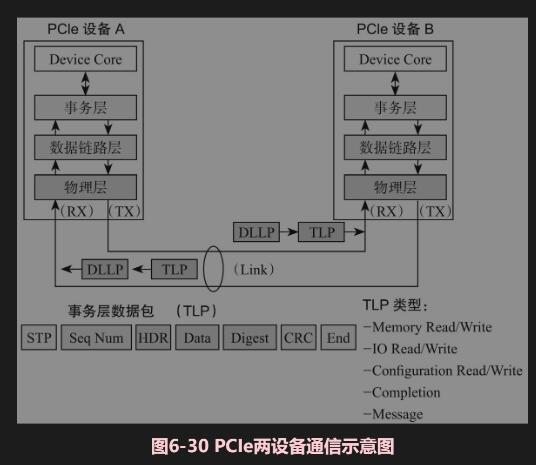 PCIe 设备 A
PCIe 设备 B
Device Core
Device Core
事务层
事务层
数据链路层
数据链路层
物理层
物理层
(RX) (TX)
(RX) (TX)
DLLP
TLP
DLLP
TLP
(Link)
事务层数据包 (TLP)
STP
Seq Num
HDR
Data
Digest
CRC
End
TLP 类型：
-Memory Read/Write
-IO Read/Write
-Configuration Read/Write
-Completion
-Message
图6-30 PCIe两设备通信示意图